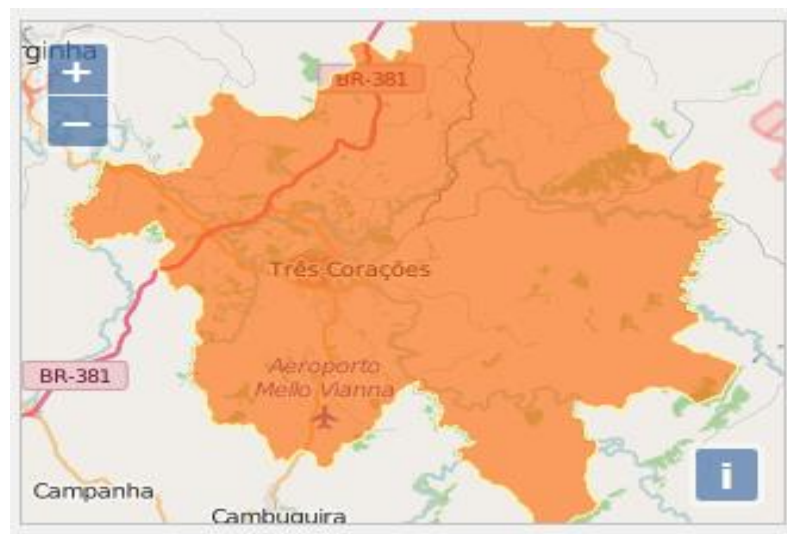 ginha
+
BR-381
−
Três Corações
Aeroporto
Mello Vianna
BR-381
i
Campanha
Cambuquira